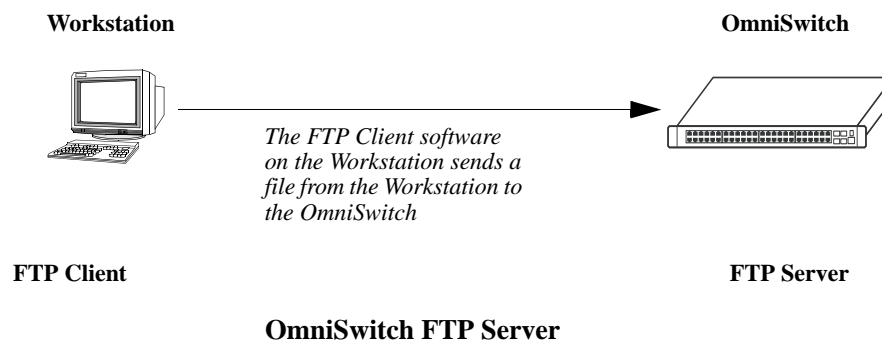 Workstation
OmniSwitch
The FTP Client software
on the Workstation sends a
file from the Workstation to
the OmniSwitch
FTP Client
FTP Server
OmniSwitch FTP Server